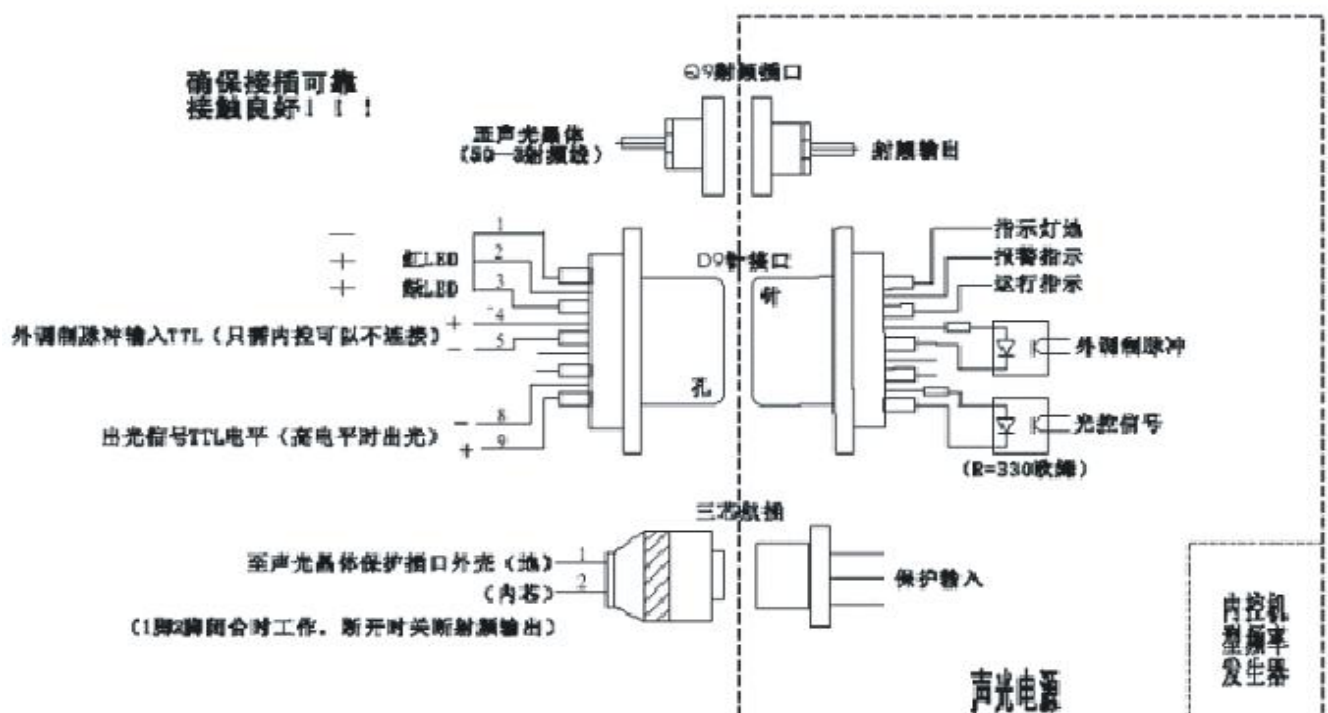 确保接插可靠
接触良好！！！
Q9射频插口
至声光晶体
（50—3射频线）
射频输出
— 1
+ 红LED 2
+ 绿LED 3
D9针接口
指示灯地
报警指示
运行指示
针
孔
+ 4
外调制脉冲输入TTL（只需内控可以不连接）
— 5
外调制脉冲
— 8
出光信号TTL电平（高电平时出光）
+ 9
光控信号
（R=330欧姆）
三芯航插
至声光晶体保护插口外壳（地） 1
（内芯） 2
（1脚2脚闭合时工作．断开时关断射频输出）
保护输入
内控机
型频率
发生器
声光电源